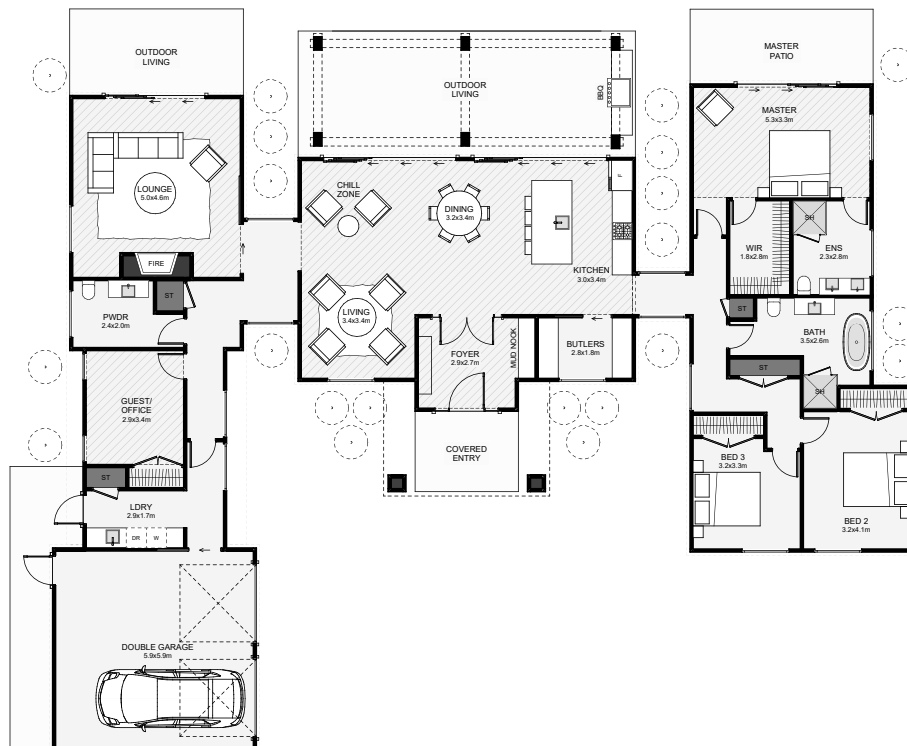 OUTDOOR
LIVING
OUTDOOR
LIVING
BBQ
MASTER
PATIO
MASTER
5.3x3.3m
LOUNGE
5.0x4.6m
FIRE
CHILL
ZONE
DINING
3.2x3.4m
F
KITCHEN
3.0x3.4m
WIR
1.8x2.8m
SH
ENS
2.3x2.8m
PWDR
2.4x2.0m
ST
LIVING
3.4x3.4m
FOYER
2.9x2.7m
MUD NOOK
BUTLERS
2.8x1.8m
ST
BATH
3.5x2.6m
ST
SH
GUEST/
OFFICE
2.9x3.4m
COVERED
ENTRY
BED 3
3.2x3.3m
BED 2
3.2x4.1m
ST
LDRY
2.9x1.7m
DR
W
DOUBLE GARAGE
5.9x5.9m